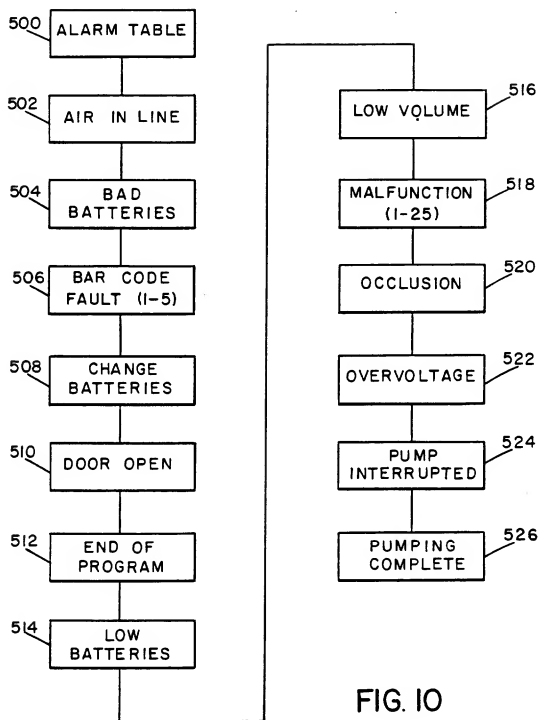 500
ALARM TABLE
502
AIR IN LINE
504
BAD
BATTERIES
506
BAR CODE
FAULT (1-5)
508
CHANGE
BATTERIES
510
DOOR OPEN
512
END OF
PROGRAM
514
LOW
BATTERIES
516
LOW VOLUME
518
MALFUNCTION
(1-25)
520
OCCLUSION
522
OVERVOLTAGE
524
PUMP
INTERRUPTED
526
PUMPING
COMPLETE
FIG. 10